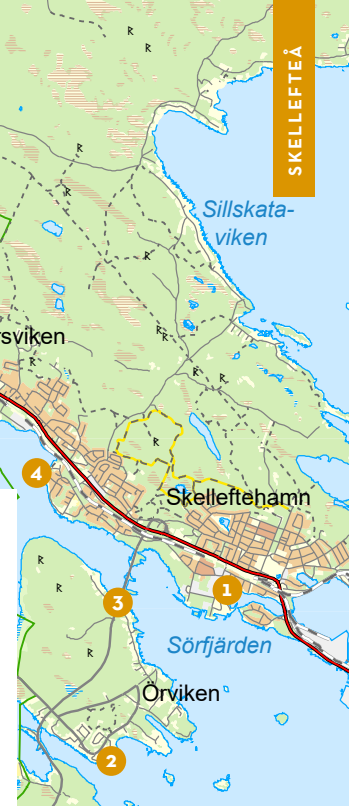 SKELLEFTEÅ
Sillskata-
viken
rsviken
4
Skelleftehamn
1
3
Sörfjärden
Örviken
2